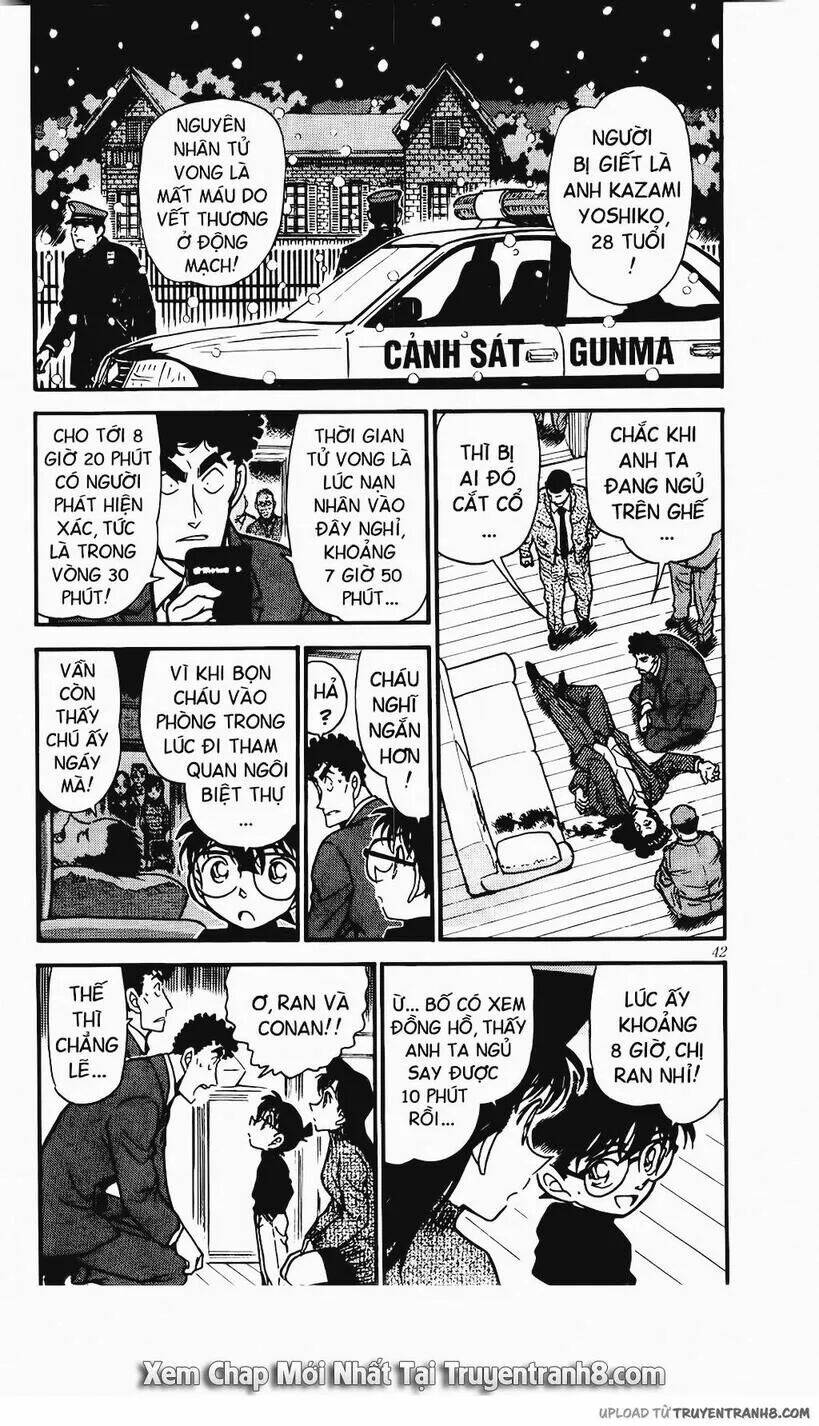 NGƯỜI
BỊ GIẾT LÀ
ANH KAZAMI
YOSHIKO,
28 TUỔI
!
NGUYÊN
NHÂN TỬ
VONG LÀ
MẤT MÁU DO
VẾT THƯƠNG
Ở ĐỘNG
MẠCH!
CẢNH SÁT GUNMA
CHẮC KHI
ANH TA
ĐANG NGỦ
TRÊN GHẾ
...
THÌ BỊ
AI ĐÓ
CẮT CỔ
...
THỜI GIAN
TỬ VONG LÀ
LÚC NẠN
NHÂN VÀO
ĐÂY NGHỈ,
KHOẢNG
7 GIỜ 50
PHÚT...
CHO TỚI 8
GIỜ 20 PHÚT
CÓ NGƯỜI
PHÁT HIỆN
XÁC, TỨC
LÀ TRONG
VÒNG 30
PHÚT!
CHÁU
NGHĨ
NGẮN
HƠN
!
HẢ
?
VÌ KHI BỌN
CHÁU VÀO
PHÒNG TRONG
LÚC ĐI THAM
QUAN NGÔI
BIỆT THỰ
...
VẪN
CÒN
THẤY
CHÚ ẤY
NGÁY
MÀ!
42
LÚC ẤY
KHOẢNG
8 GIỜ, CHỊ
RAN NHỈ!
Ừ... BỐ CÓ XEM
ĐỒNG HỒ, THẤY
ANH TA NGỦ
SAY ĐƯỢC
10 PHÚT
RỒI...
Ơ, RAN VÀ
CONAN!!
THẾ
THÌ
CHẲNG
LẼ...
Xem Chap Mới Nhất Tại Truyentranh8.com
UPLOAD TỪ TRUYENTRANH8.COM